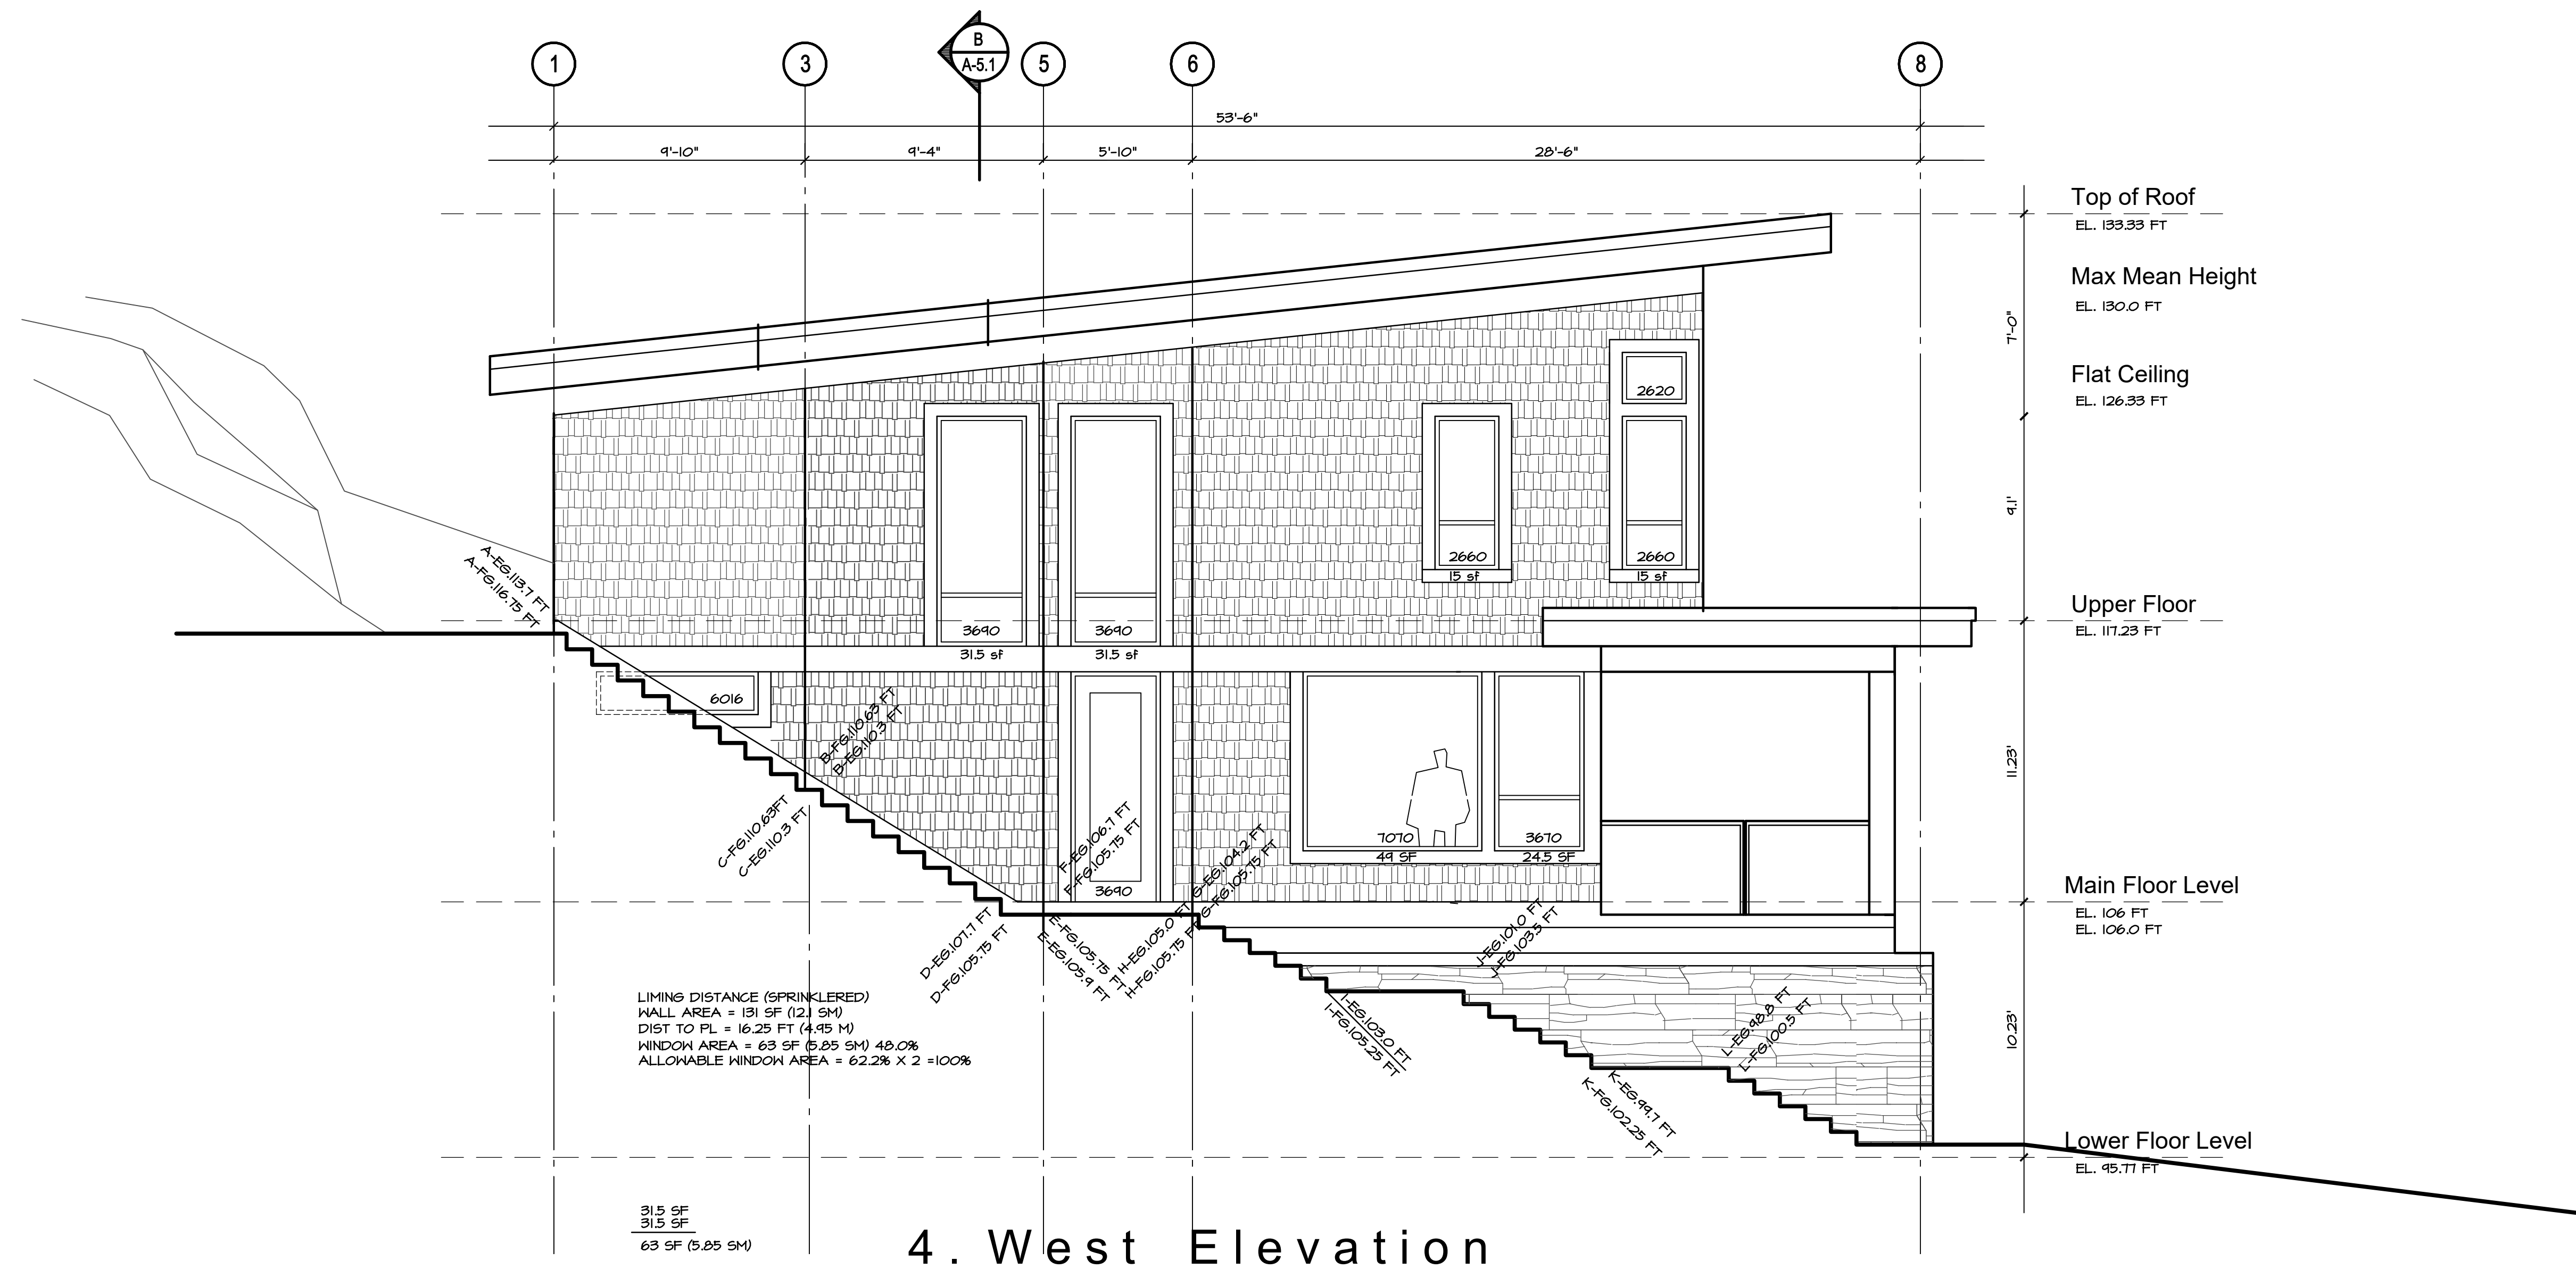 B
A-5.1
1
3
5
6
8
53'-6"
9'-10"
9'-4"
5'-10"
28'-6"
Top of Roof
EL. 133.33 FT
Max Mean Height
EL. 130.0 FT
7'-0"
Flat Ceiling
EL. 126.33 FT
9.1'
Upper Floor
EL. 117.23 FT
11.23'
Main Floor Level
EL. 106 FT
EL. 106.0 FT
10.23'
Lower Floor Level
EL. 95.77 FT
2620
2660
15 sf
2660
15 sf
3690
31.5 sf
3690
31.5 sf
6016
7070
49 SF
3670
24.5 SF
3690
A-EG.113.7 FT
A-FG.116.75 FT
B-FG.110.63 FT
B-EG.110.3 FT
C-FG.110.63FT
C-EG.110.3 FT
D-EG.107.7 FT
D-FG.105.75 FT
E-FG.105.75 FT
E-EG.105.9 FT
F-EG.106.7 FT
F-FG.105.75 FT
G-EG.104.2 FT
G-FG.105.75 FT
H-EG.105.0 FT
H-FG.105.75 FT
I-EG.103.0 FT
I-FG.105.25 FT
J-EG.101.0 FT
J-FG.103.5 FT
K-EG.99.7 FT
K-FG.102.25 FT
L-EG.98.8 FT
L-FG.100.5 FT
LIMING DISTANCE (SPRINKLERED)
WALL AREA = 131 SF (12.1 SM)
DIST TO PL = 16.25 FT (4.95 M)
WINDOW AREA = 63 SF (5.85 SM) 48.0%
ALLOWABLE WINDOW AREA = 62.2% X 2 =100%
31.5 SF
31.5 SF
63 SF (5.85 SM)
4. West Elevation